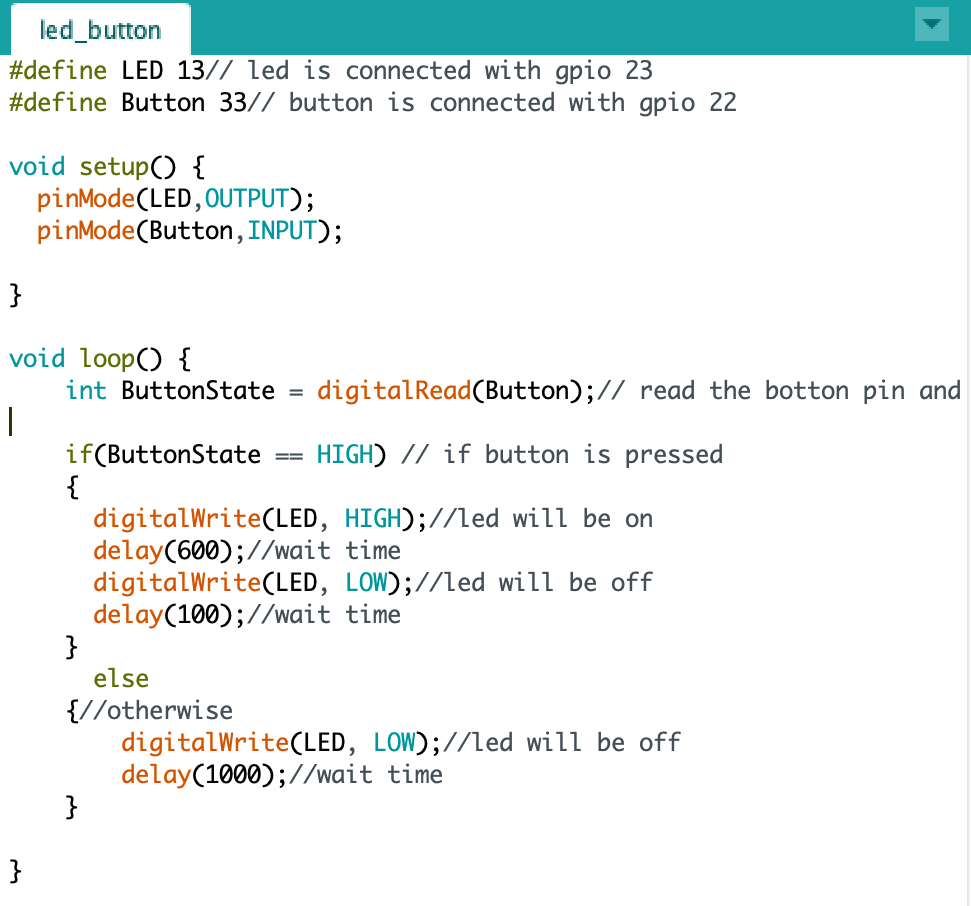 led_button
#define LED 13// led is connected with gpio 23
#define Button 33// button is connected with gpio 22
void setup() {
  pinMode(LED,OUTPUT);
  pinMode(Button,INPUT);
}
void loop() {
    int ButtonState = digitalRead(Button);// read the botton pin and
    if(ButtonState == HIGH) // if button is pressed
    {
      digitalWrite(LED, HIGH);//led will be on
      delay(600);//wait time
      digitalWrite(LED, LOW);//led will be off
      delay(100);//wait time
    }
      else
    {//otherwise
        digitalWrite(LED, LOW);//led will be off
        delay(1000);//wait time
    }
}